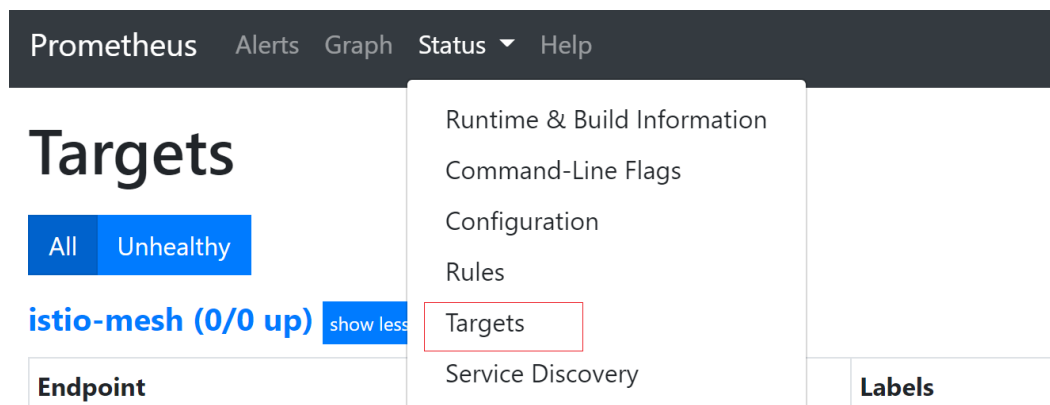 Prometheus Alerts Graph Status Help
Runtime & Build Information
Targets
Command-Line Flags
Configuration
All Unhealthy
Rules
istio-mesh (0/0 up) show less
Targets
Service Discovery
Endpoint Labels